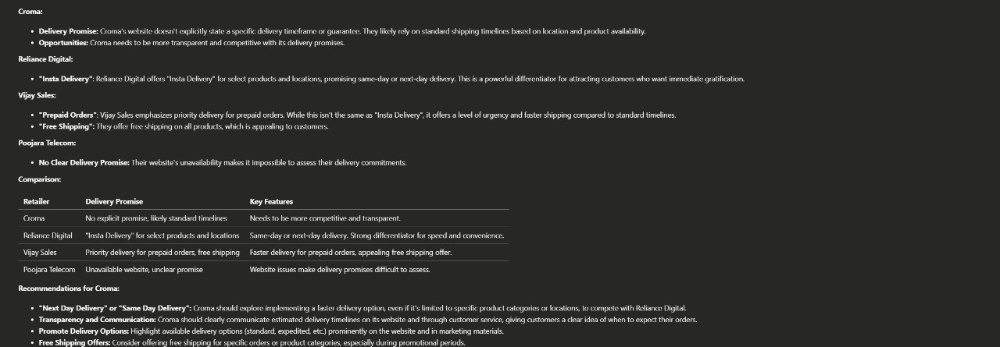 Croma:
• Delivery Promise: Croma's website doesn't explicitly state a specific delivery timeframe or guarantee. They likely rely on standard shipping timelines based on location and product availability.
• Opportunities: Croma needs to be more transparent and competitive with its delivery promises.
Reliance Digital:
• "Insta Delivery": Reliance Digital offers "Insta Delivery" for select products and locations, promising same-day or next-day delivery. This is a powerful differentiator for attracting customers who want immediate gratification.
Vijay Sales:
• "Prepaid Orders": Vijay Sales emphasizes priority delivery for prepaid orders. While this isn't the same as "Insta Delivery", it offers a level of urgency and faster shipping compared to standard timelines.
• "Free Shipping": They offer free shipping on all products, which is appealing to customers.
Poojara Telecom:
• No Clear Delivery Promise: Their website's unavailability makes it impossible to assess their delivery commitments.
Comparison:
Retailer Delivery Promise Key Features
Croma No explicit promise, likely standard timelines Needs to be more competitive and transparent.
Reliance Digital "Insta Delivery" for select products and locations Same-day or next-day delivery. Strong differentiator for speed and convenience.
Vijay Sales Priority delivery for prepaid orders, free shipping Faster delivery for prepaid orders, appealing free shipping offer.
Poojara Telecom Unavailable website, unclear promise Website issues make delivery promises difficult to assess.
Recommendations for Croma:
• "Next Day Delivery" or "Same Day Delivery": Croma should explore implementing a faster delivery option, even if it's limited to specific product categories or locations, to compete with Reliance Digital.
• Transparency and Communication: Croma should clearly communicate estimated delivery timelines on its website and through customer service, giving customers a clear idea of when to expect their orders.
• Promote Delivery Options: Highlight available delivery options (standard, expedited, etc.) prominently on the website and in marketing materials.
• Free Shipping Offers: Consider offering free shipping for specific orders or product categories, especially during promotional periods.